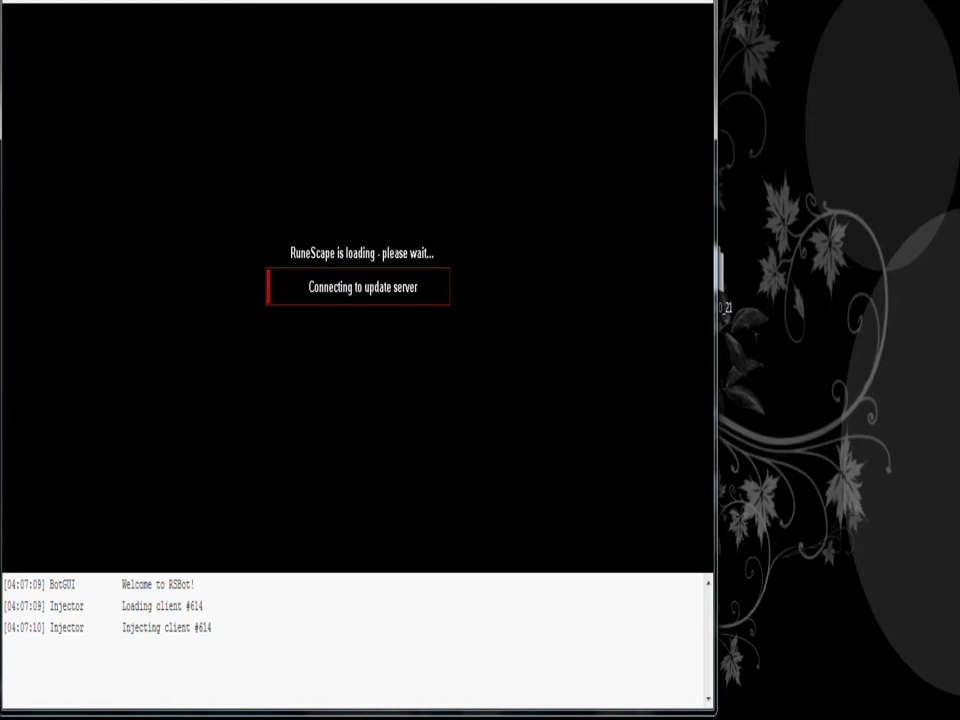 RuneScape is loading - please wait...
Connecting to update server
0_21
[04:07:09] BotGUI Welcome to RSBot!
[04:07:09] Injector Loading client #614
[04:07:10] Injector Injecting client #614